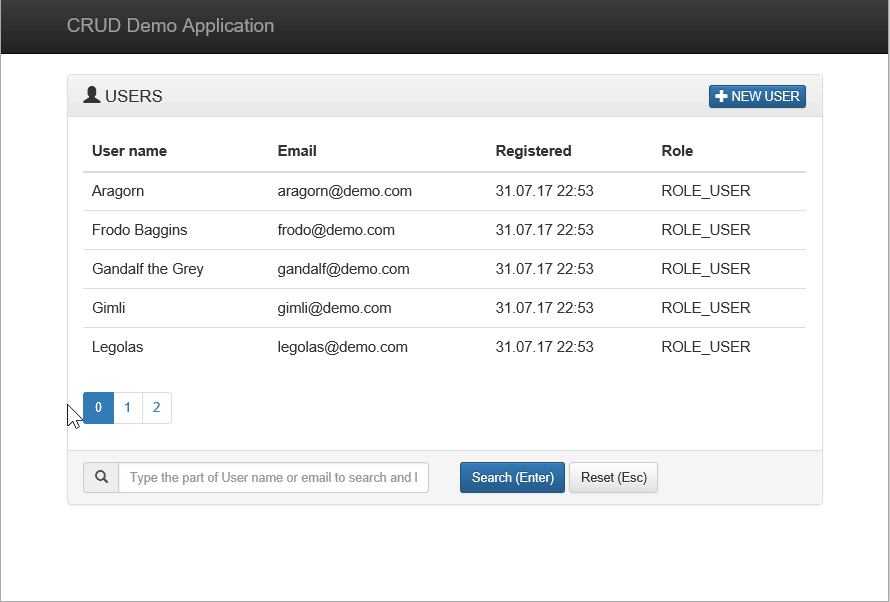 CRUD Demo Application
USERS
NEW USER
User name Email Registered Role
Aragorn aragorn@demo.com 31.07.17 22:53 ROLE_USER
Frodo Baggins frodo@demo.com 31.07.17 22:53 ROLE_USER
Gandalf the Grey gandalf@demo.com 31.07.17 22:53 ROLE_USER
Gimli gimli@demo.com 31.07.17 22:53 ROLE_USER
Legolas legolas@demo.com 31.07.17 22:53 ROLE_USER
0 1 2
Type the part of User name or email to search and
Search (Enter) Reset (Esc)